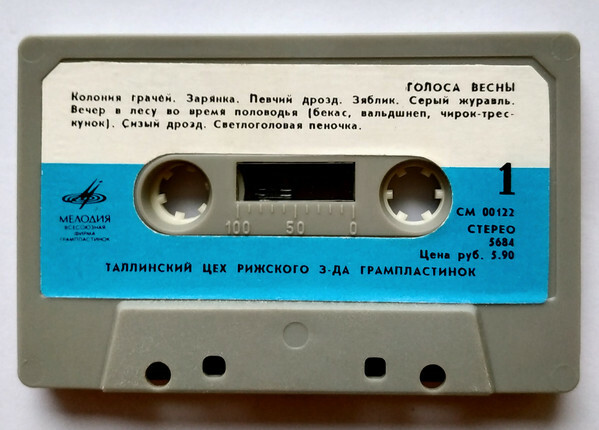 ГОЛОСА ВЕСНЫ
Колония грачей. Зарянка. Певчий дрозд. Зяблик. Серый журавль.
Вечер в лесу во время половодья (бекас, вальдшнеп, чирок-трес-
кунок). Сизый дрозд. Светлоголовая пеночка.
1
МЕЛОДИЯ
ВСЕСОЮЗНАЯ
ФИРМА
ГРАМПЛАСТИНОК
100 50 0
СМ 00122
СТЕРЕО
5684
Цена руб. 5.90
ТАЛЛИНСКИЙ ЦЕХ РИЖСКОГО З-ДА ГРАМПЛАСТИНОК